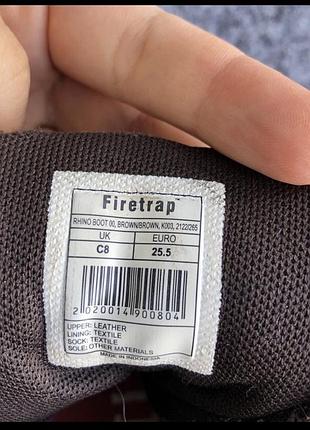 Firetrap™
RHINO BOOT 00, BROWN/BROWN, K003, 2122/265
UK EURO
C8 25.5
2020014900804
UPPER: LEATHER
LINING: TEXTILE
SOCK: TEXTILE
SOLE: OTHER MATERIALS
MADE IN INDONESIA